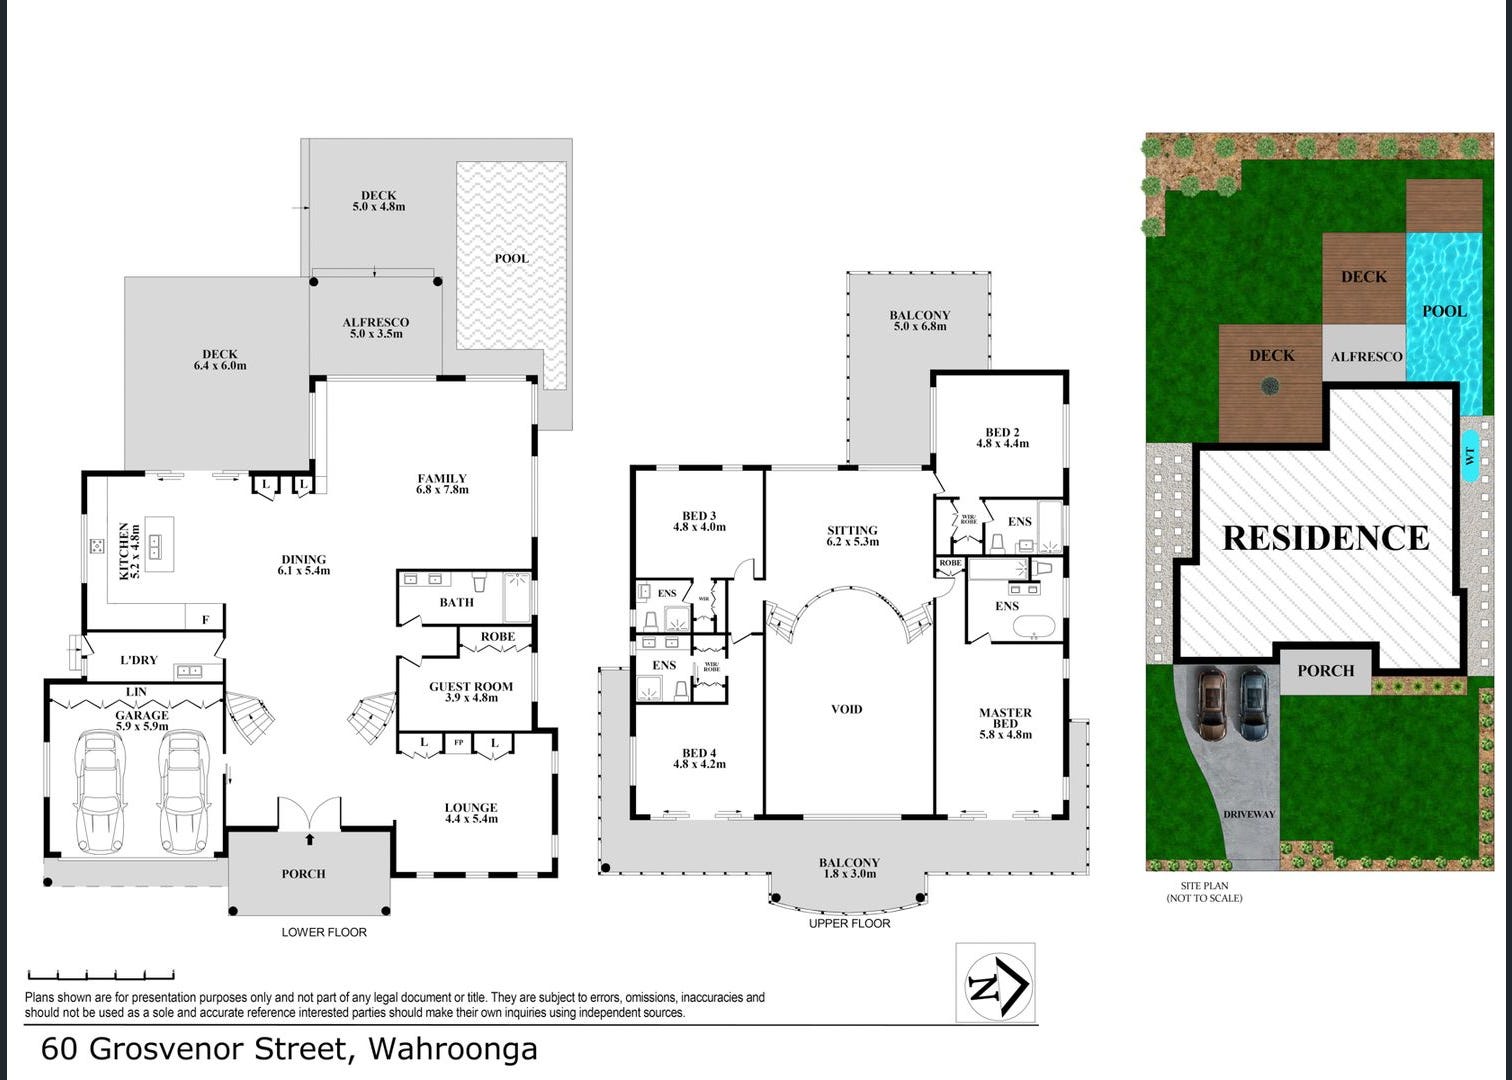 DECK
5.0 x 4.8m
POOL
ALFRESCO
5.0 x 3.5m
DECK
6.4 x 6.0m
FAMILY
6.8 x 7.8m
L
L
KITCHEN
5.2 x 4.8m
DINING
6.1 x 5.4m
BATH
F
ROBE
L'DRY
GUEST ROOM
3.9 x 4.8m
LIN
GARAGE
5.9 x 5.9m
L
FP
L
LOUNGE
4.4 x 5.4m
PORCH
LOWER FLOOR
BALCONY
5.0 x 6.8m
BED 2
4.8 x 4.4m
BED 3
4.8 x 4.0m
SITTING
6.2 x 5.3m
WIR/
ROBE
ENS
ROBE
ENS
WIR
ENS
ENS
WIR/
ROBE
VOID
MASTER
BED
5.8 x 4.8m
BED 4
4.8 x 4.2m
BALCONY
1.8 x 3.0m
UPPER FLOOR
DECK
POOL
DECK
ALFRESCO
WT
RESIDENCE
PORCH
DRIVEWAY
SITE PLAN
(NOT TO SCALE)
N
Plans shown are for presentation purposes only and not part of any legal document or title. They are subject to errors, omissions, inaccuracies and
should not be used as a sole and accurate reference interested parties should make their own inquiries using independent sources.
60 Grosvenor Street, Wahroonga